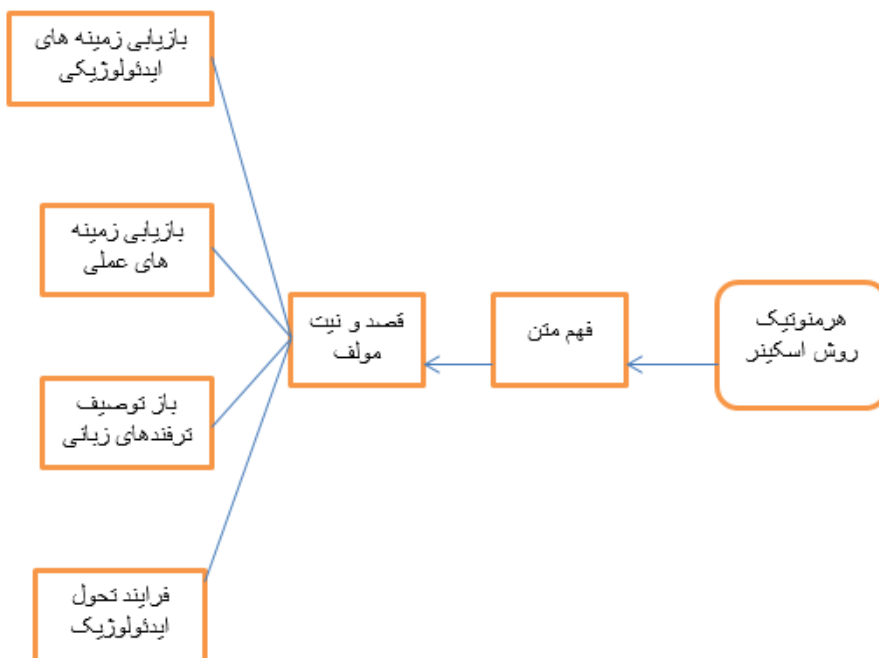 هرمنوتیک
روش اسکینر
فهم متن
قصد و نیت
مولف
بازیابی زمینه های
ایدئولوژیکی
بازیابی زمینه
های عملی
باز توصیف
ترفندهای زبانی
فرایند تحول
ایدئولوژیک